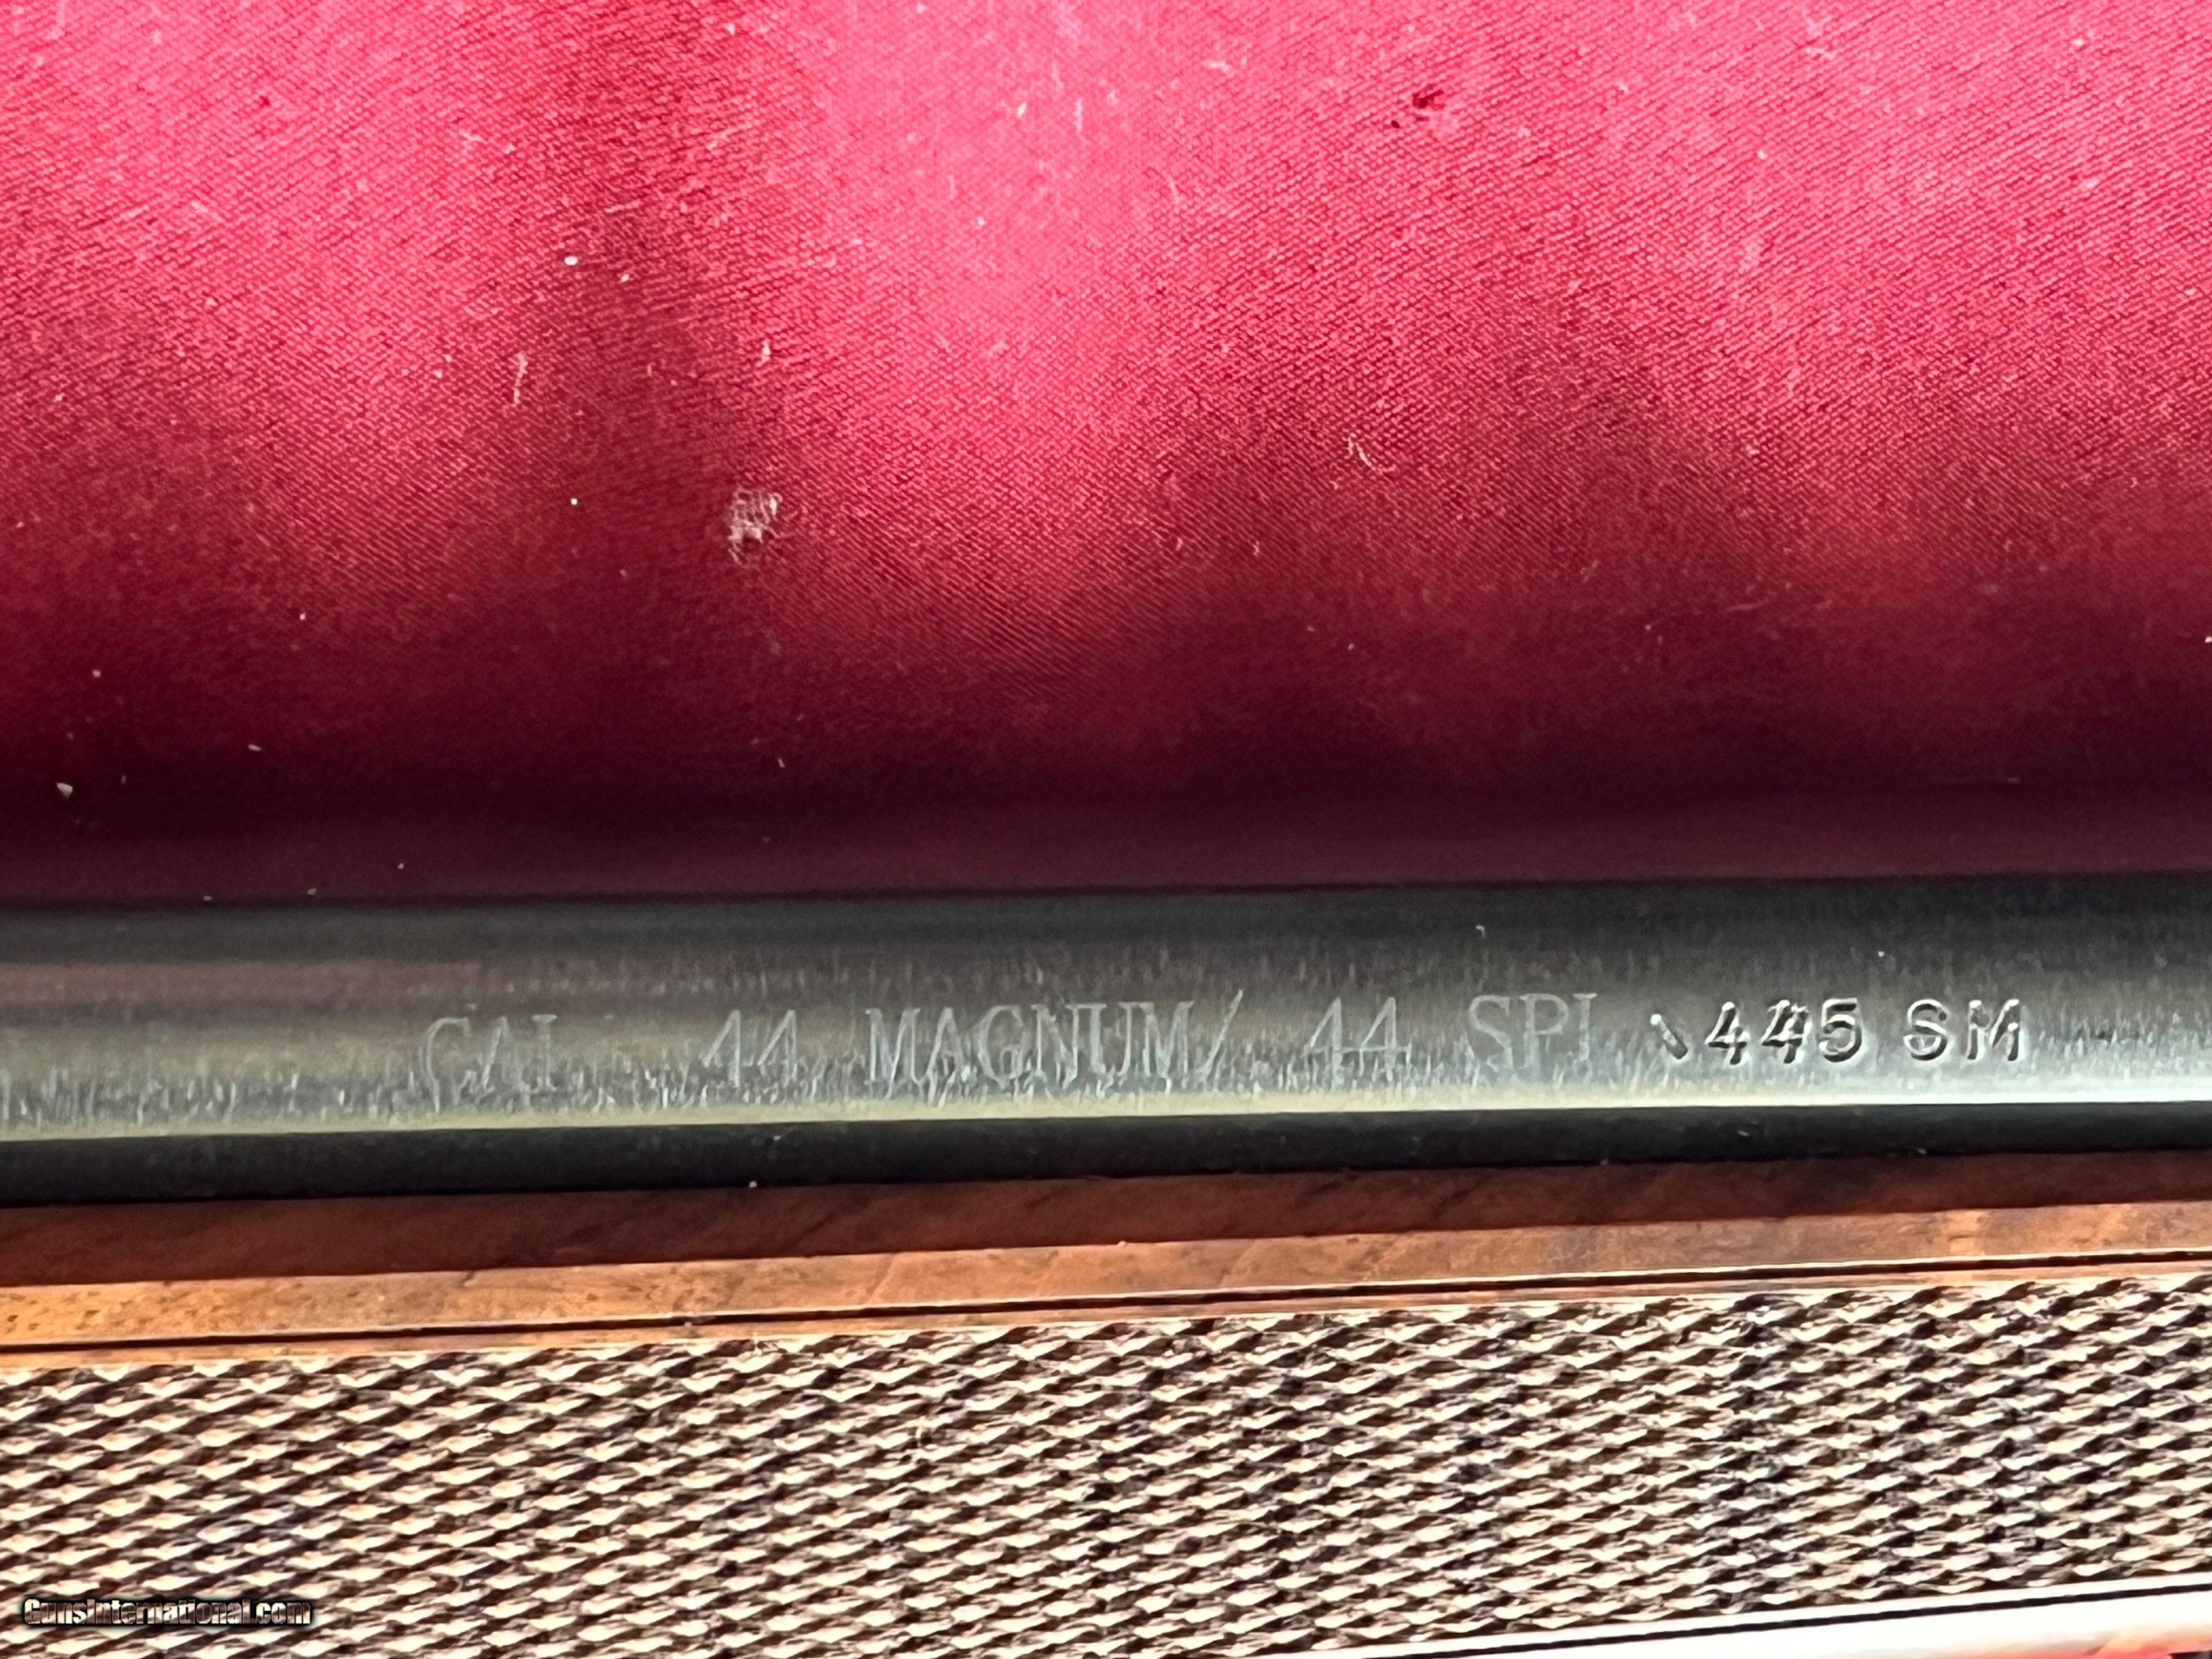 CAL. .44 MAGNUM/ .44 SPL \445 SM
GunsInternational.com